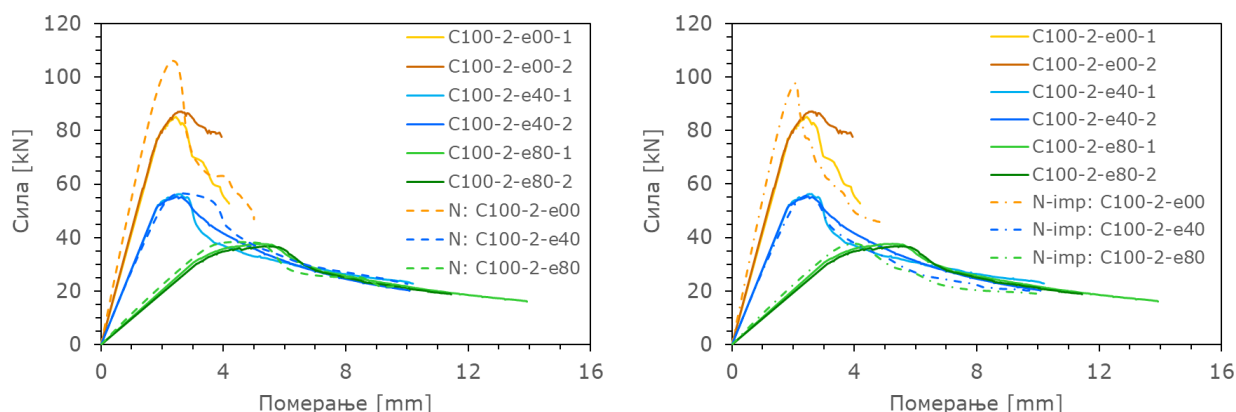 120
100
80
60
40
20
0
0 4 8 12 16
Сила [kN]
Померање [mm]
C100-2-e00-1
C100-2-e00-2
C100-2-e40-1
C100-2-e40-2
C100-2-e80-1
C100-2-e80-2
N: C100-2-e00
N: C100-2-e40
N: C100-2-e80
120
100
80
60
40
20
0
0 4 8 12 16
Сила [kN]
Померање [mm]
C100-2-e00-1
C100-2-e00-2
C100-2-e40-1
C100-2-e40-2
C100-2-e80-1
C100-2-e80-2
N-imp: C100-2-e00
N-imp: C100-2-e40
N-imp: C100-2-e80